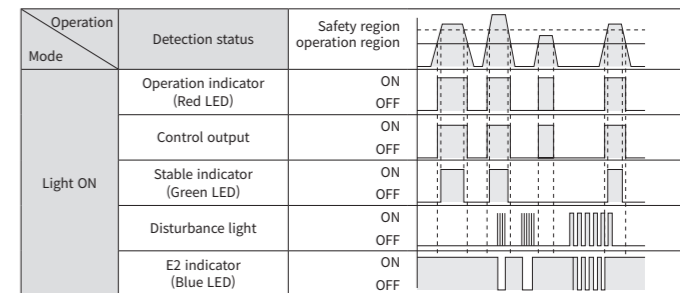 Operation
Mode
Detection status
Safety region
operation region
Light ON
Operation indicator
(Red LED)
ON
OFF
Control output
ON
OFF
Stable indicator
(Green LED)
ON
OFF
Disturbance light
ON
OFF
E2 indicator
(Blue LED)
ON
OFF